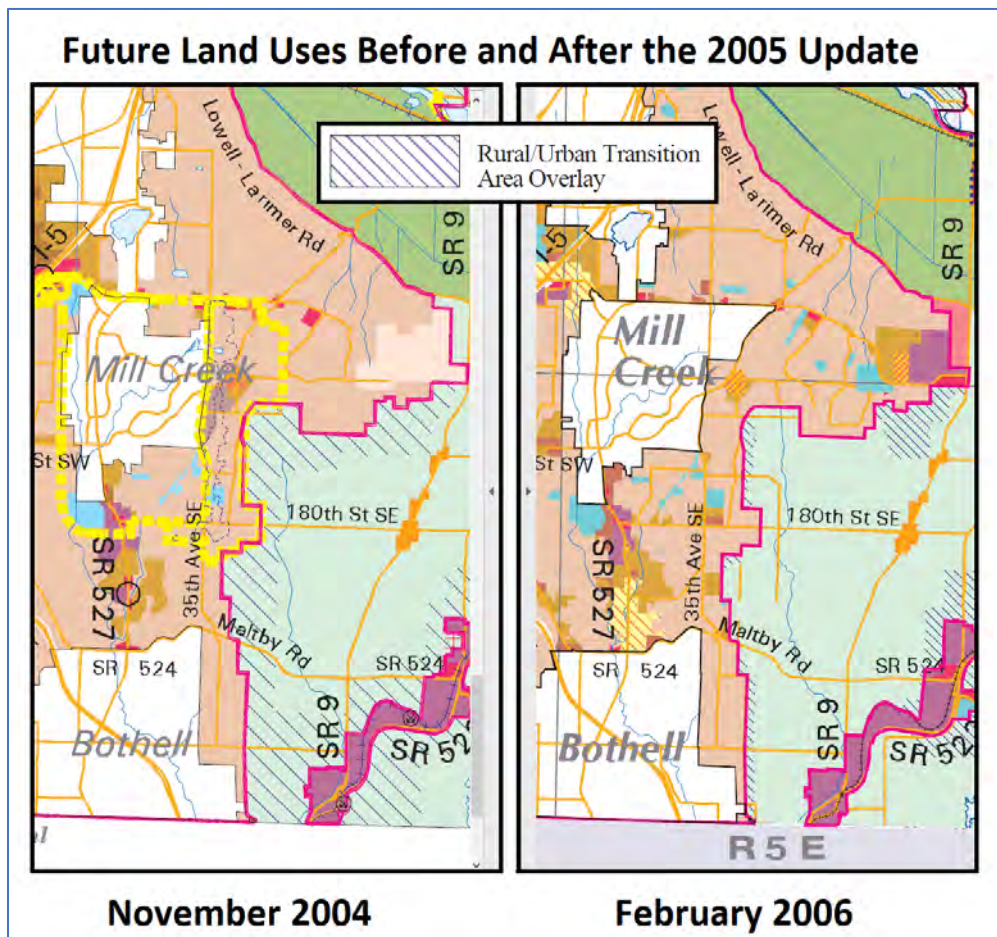 Future Land Uses Before and After the 2005 Update
Rural/Urban Transition
Area Overlay
Lowell - Larimer Rd
SR 9
Mill Creek
St SW
180th St SE
35th Ave SE
SR 527
Maltby Rd
SR 524
SR 524
SR 9
Bothell
Lowell - Larimer Rd
SR 9
Mill
Creek
St SW
180th St SE
35th Ave SE
SR 527
Maltby Rd
SR 524
SR 524
SR 9
SR 52
Bothell
R 5 E
November 2004
February 2006